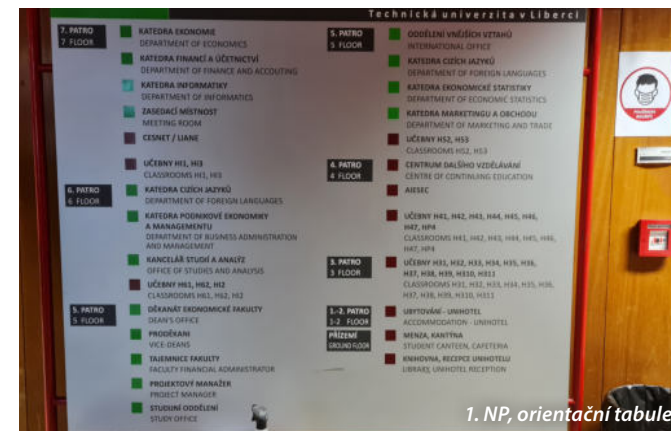 Technická univerzita v Liberci
7. PATRO
7 FLOOR
KATEDRA EKONOMIE
DEPARTMENT OF ECONOMICS
KATEDRA FINANCÍ A ÚČETNICTVÍ
DEPARTMENT OF FINANCE AND ACCOUTING
KATEDRA INFORMATIKY
DEPARTMENT OF INFORMATICS
ZASEDACÍ MÍSTNOST
MEETING ROOM
CESNET / LIANE
UČEBNY HI1, HI3
CLASSROOMS HI1, HI3
6. PATRO
6 FLOOR
KATEDRA CIZÍCH JAZYKŮ
DEPARTMENT OF FOREIGN LANGUAGES
KATEDRA PODNIKOVÉ EKONOMIKY
A MANAGEMENTU
DEPARTMENT OF BUSINESS ADMINISTRATION
AND MANAGEMENT
KANCELÁŘ STUDIÍ A ANALÝZ
OFFICE OF STUDIES AND ANALYSIS
UČEBNY H61, H62, HI2
CLASSROOMS H61, H62, HI2
5. PATRO
5 FLOOR
DĚKANÁT EKONOMICKÉ FAKULTY
DEAN'S OFFICE
PRODĚKANI
VICE-DEANS
TAJEMNICE FAKULTY
FACULTY FINANCIAL ADMINISTRATOR
PROJEKTOVÝ MANAŽER
PROJECT MANAGER
STUDIJNÍ ODDĚLENÍ
STUDY OFFICE
5. PATRO
5 FLOOR
ODDĚLENÍ VNĚJŠÍCH VZTAHŮ
INTERNATIONAL OFFICE
KATEDRA CIZÍCH JAZYKŮ
DEPARTMENT OF FOREIGN LANGUAGES
KATEDRA EKONOMICKÉ STATISTIKY
DEPARTMENT OF ECONOMIC STATISTICS
KATEDRA MARKETINGU A OBCHODU
DEPARTMENT OF MARKETING AND TRADE
UČEBNY H52, H53
CLASSROOMS H52, H53
4. PATRO
4 FLOOR
CENTRUM DALŠÍHO VZDĚLÁVÁNÍ
CENTRE OF CONTINUING EDUCATION
AIESEC
UČEBNY H41, H42, H43, H44, H45, H46,
H47, HP4
CLASSROOMS H41, H42, H43, H44, H45, H46,
H47, HP4
3. PATRO
3 FLOOR
UČEBNY H31, H32, H33, H34, H35, H36,
H37, H38, H39, H310, H311
CLASSROOMS H31, H32, H33, H34, H35, H36,
H37, H38, H39, H310, H311
1.-2. PATRO
1-2 FLOOR
UBYTOVÁNÍ - UNIHOTEL
ACCOMMODATION - UNIHOTEL
PŘÍZEMÍ
GROUND FLOOR
MENZA, KANTÝNA
STUDENT CANTEEN, CAFETERIA
KNIHOVNA, RECEPCE UNIHOTELU
LIBRARY, UNIHOTEL RECEPTION
1. NP, orientační tabule